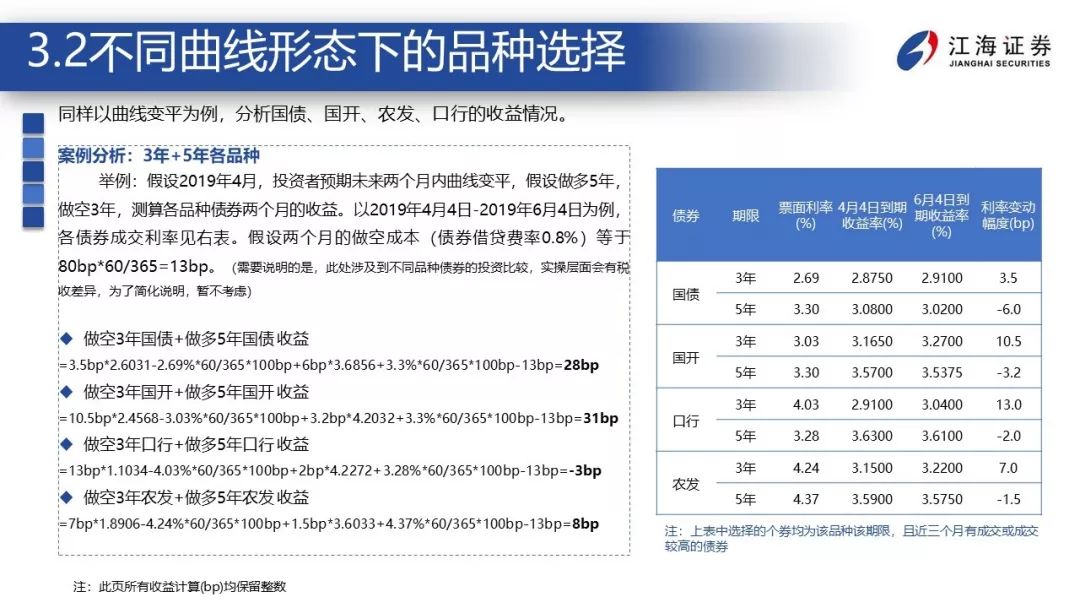 3.2不同曲线形态下的品种选择
江海证券
JIANGHAI SECURITIES
同样以曲线变平为例，分析国债、国开、农发、口行的收益情况。
案例分析：3年+5年各品种
举例：假设2019年4月，投资者预期未来两个月内曲线变平，假设做多5年，
做空3年，测算各品种债券两个月的收益。以2019年4月4日-2019年6月4日为例，
各债券成交利率见右表。假设两个月的做空成本（债券借贷费率0.8%）等于
80bp*60/365=13bp。（需要说明的是，此处涉及到不同品种债券的投资比较，实操层面会有税
收差异，为了简化说明，暂不考虑）
◆ 做空3年国债+做多5年国债 收益
=3.5bp*2.6031-2.69%*60/365*100bp+6bp*3.6856+3.3%*60/365*100bp-13bp=28bp
◆ 做空3年国开+做多5年国开 收益
=10.5bp*2.4568-3.03%*60/365*100bp+3.2bp*4.2032+3.3%*60/365*100bp-13bp=31bp
◆ 做空3年口行+做多5年口行 收益
=13bp*1.1034-4.03%*60/365*100bp+2bp*4.2272+3.28%*60/365*100bp-13bp=-3bp
◆ 做空3年农发+做多5年农发 收益
=7bp*1.8906-4.24%*60/365*100bp+1.5bp*3.6033+4.37%*60/365*100bp-13bp=8bp
债券 期限 票面利率(%) 4月4日到期收益率(%) 6月4日到期收益率(%) 利率变动幅度(bp)
国债 3年 2.69 2.8750 2.9100 3.5
5年 3.30 3.0800 3.0200 -6.0
国开 3年 3.03 3.1650 3.2700 10.5
5年 3.30 3.5700 3.5375 -3.2
口行 3年 4.03 2.9100 3.0400 13.0
5年 3.28 3.6300 3.6100 -2.0
农发 3年 4.24 3.1500 3.2200 7.0
5年 4.37 3.5900 3.5750 -1.5
注：上表中选择的个券均为该品种该期限，且近三个月有成交或成交
较高的债券
注：此页所有收益计算(bp)均保留整数